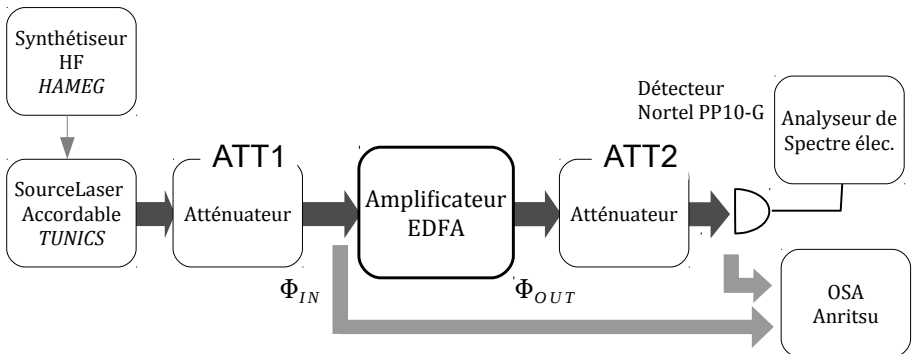 Synthétiseur
HF
HAMEG
SourceLaser
Accordable
TUNICS
ATT1
Atténuateur
Φ_IN
Amplificateur
EDFA
Φ_OUT
ATT2
Atténuateur
Détecteur
Nortel PP10-G
Analyseur de
Spectre élec.
OSA
Anritsu